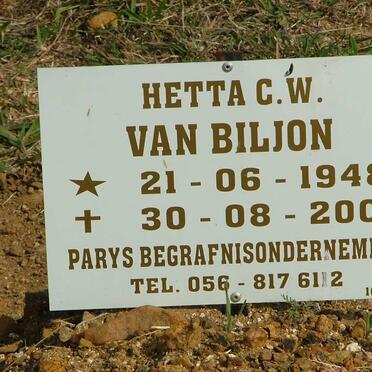 HETTA C.W.
VAN BILJON
21 - 06 - 1948
30 - 08 - 200
PARYS BEGRAFNISONDERNEM
TEL. 056 - 817 6112